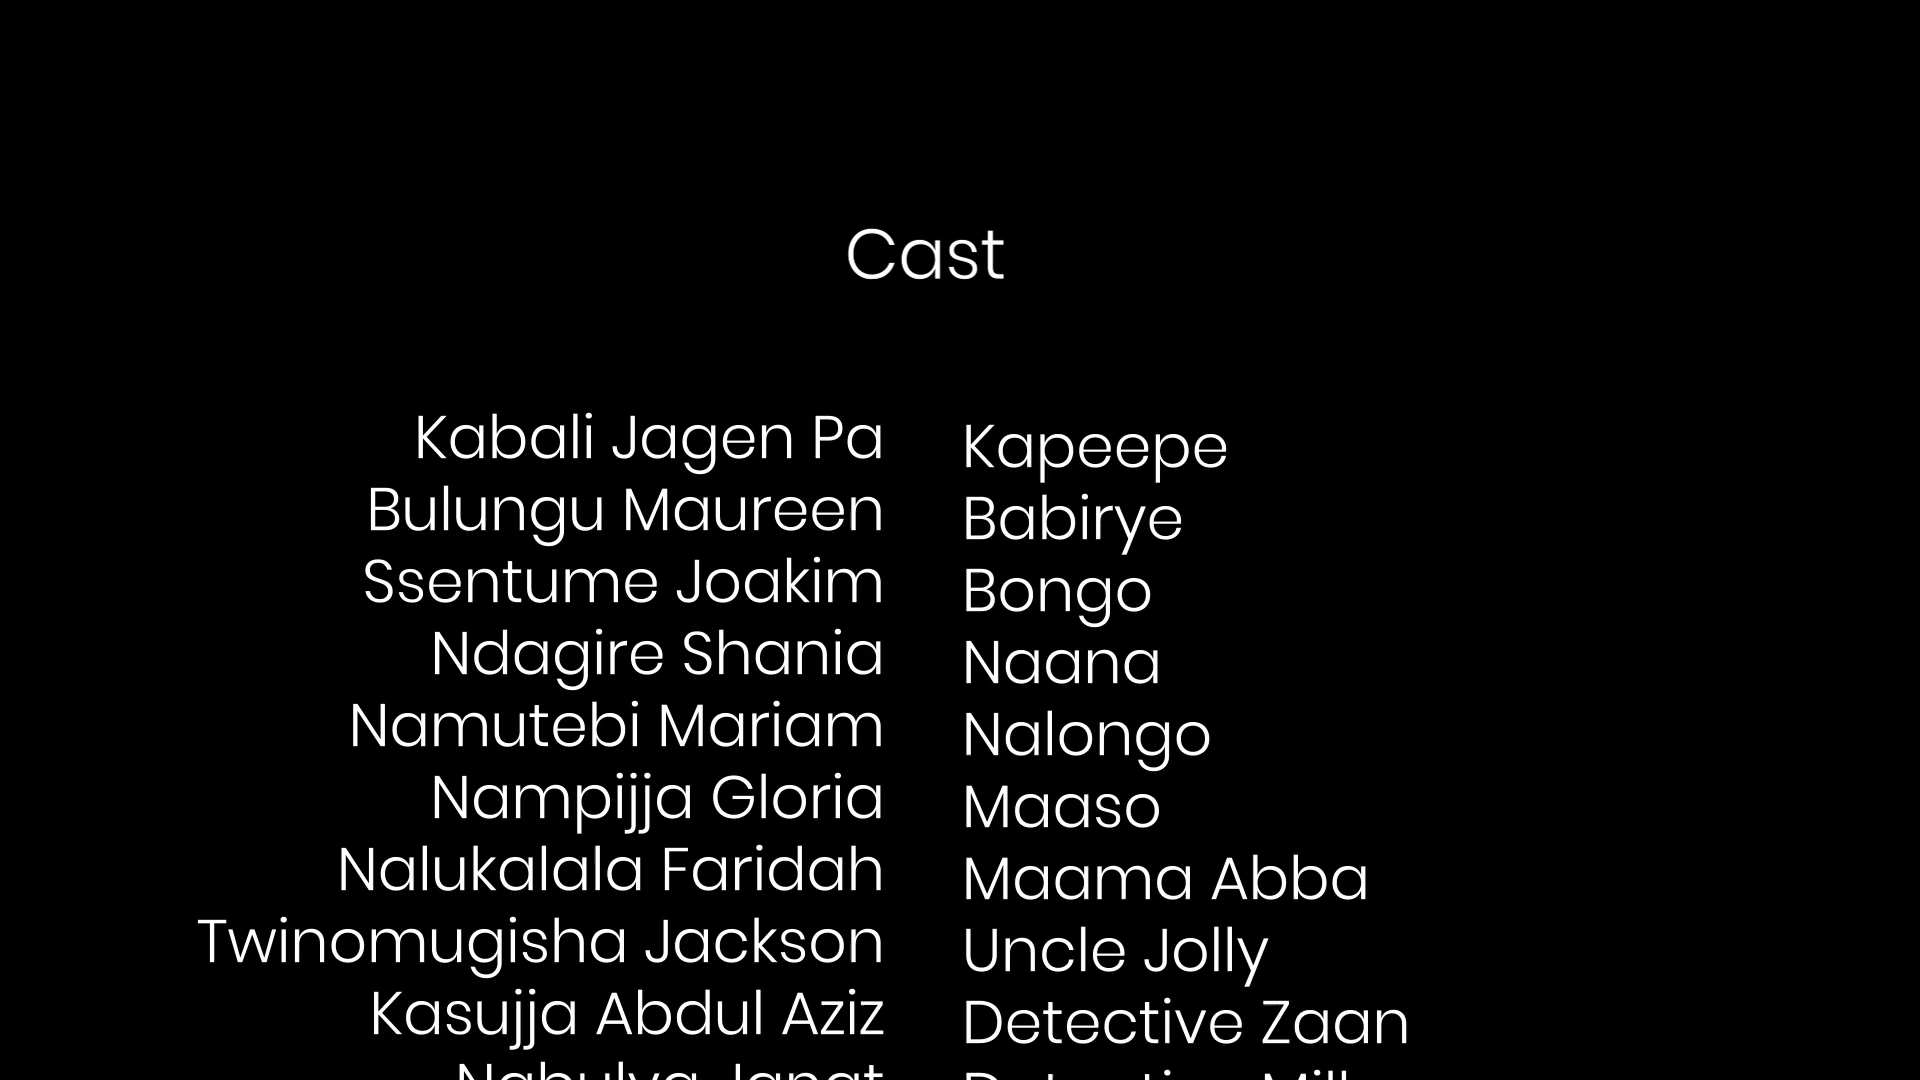 Cast
Kabali Jagen Pa Kapeepe
Bulungu Maureen Babirye
Ssentume Joakim Bongo
Ndagire Shania Naana
Namutebi Mariam Nalongo
Nampijja Gloria Maaso
Nalukalala Faridah Maama Abba
Twinomugisha Jackson Uncle Jolly
Kasujja Abdul Aziz Detective Zaan
Detective